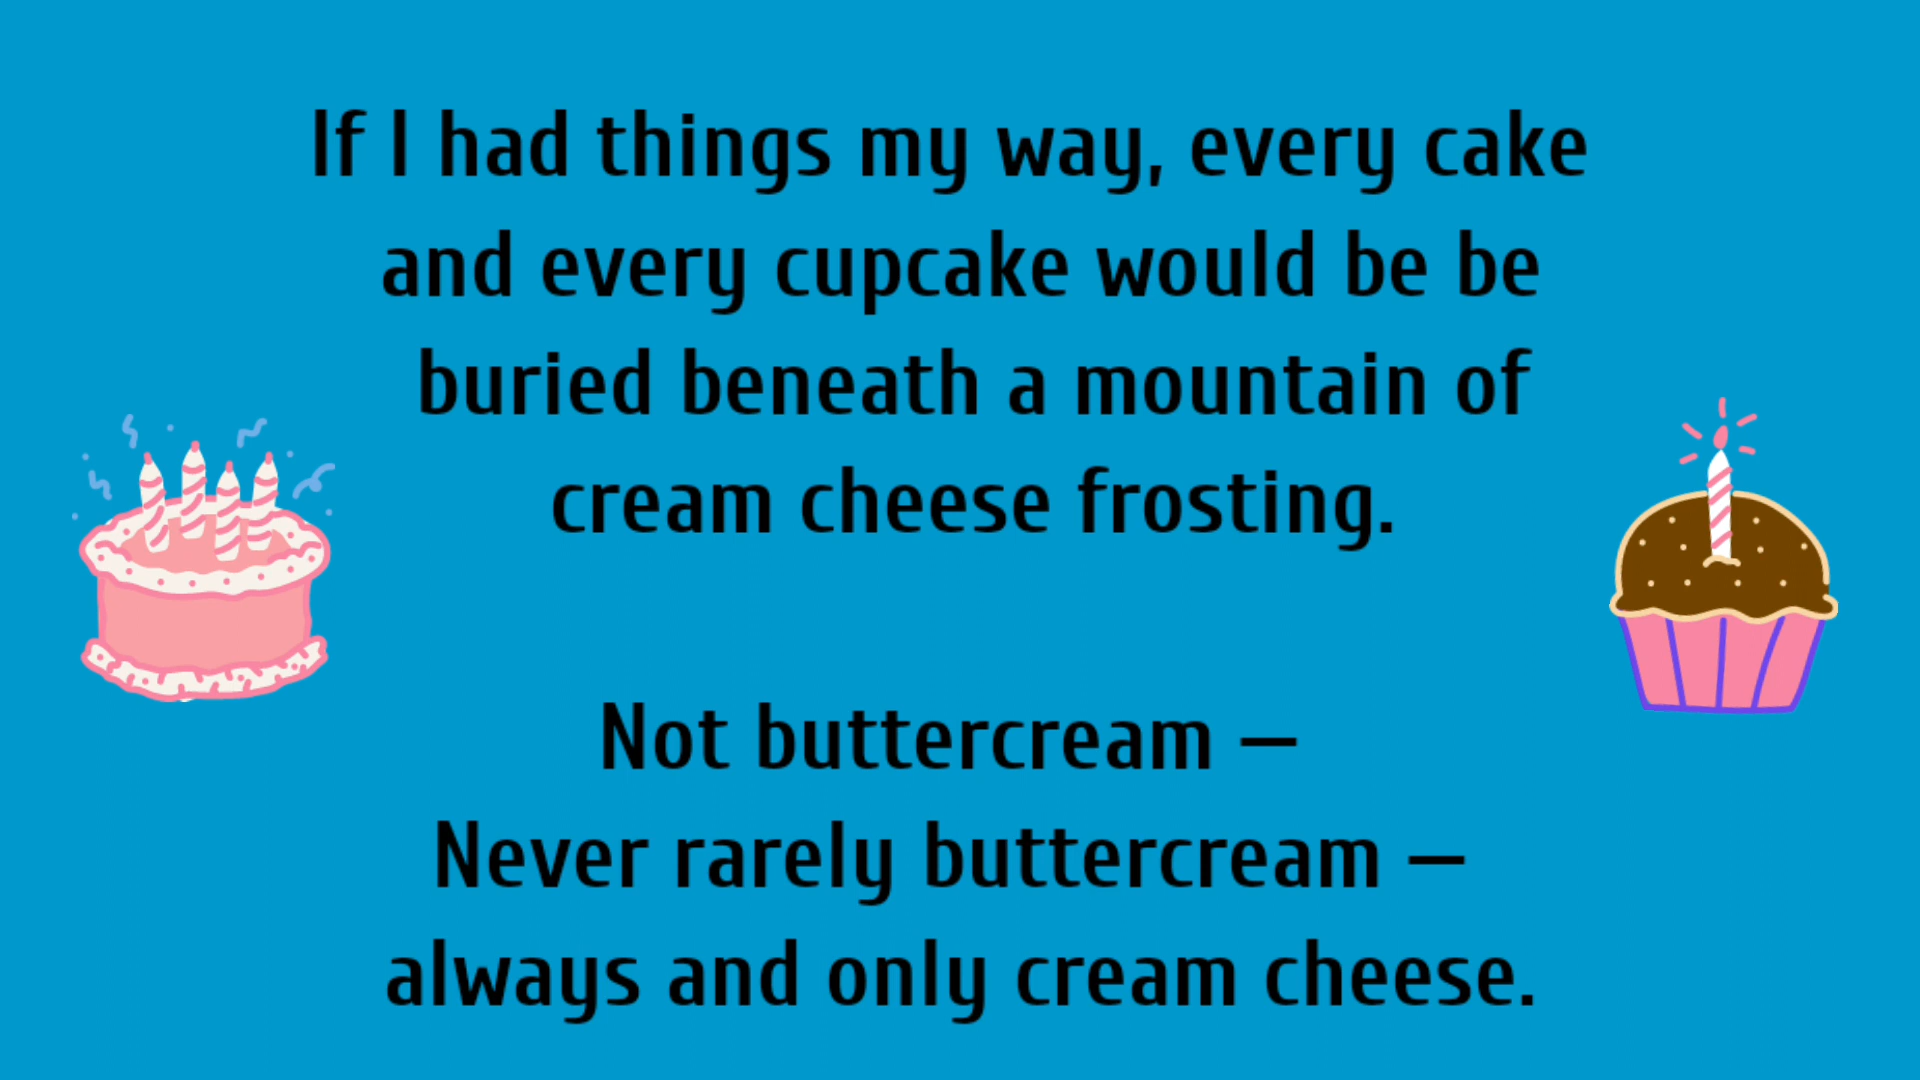 If I had things my way, every cake
and every cupcake would be be
buried beneath a mountain of
cream cheese frosting.
Not buttercream —
Never rarely buttercream —
always and only cream cheese.